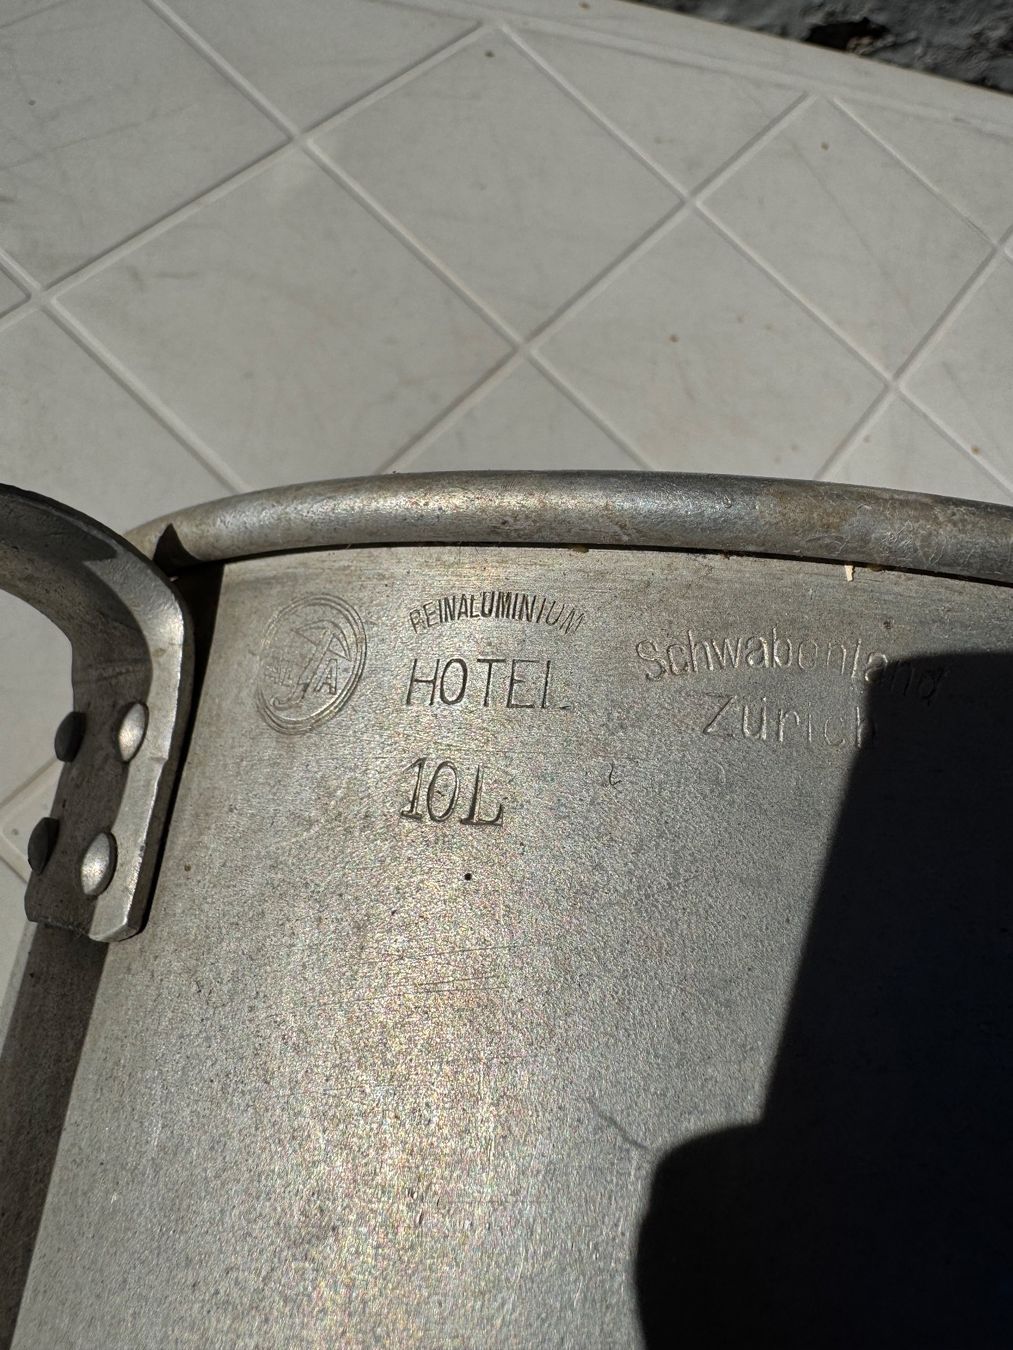 REINALUMINIUM
HOTEL
10L
Schwabenland
Zürich